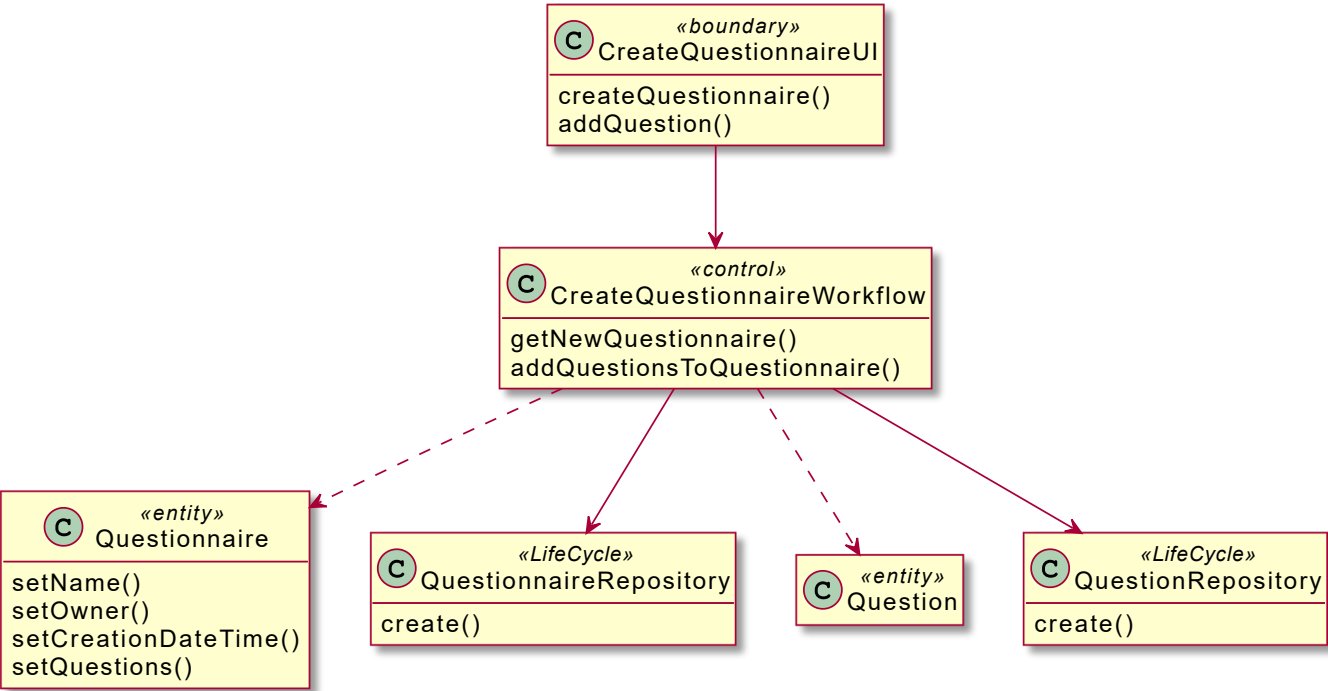 «boundary»
C CreateQuestionnaireUI
createQuestionnaire()
addQuestion()
«control»
C CreateQuestionnaireWorkflow
getNewQuestionnaire()
addQuestionsToQuestionnaire()
«entity»
C Questionnaire
setName()
setOwner()
setCreationDateTime()
setQuestions()
«LifeCycle»
C QuestionnaireRepository
create()
«entity»
C Question
«LifeCycle»
C QuestionRepository
create()